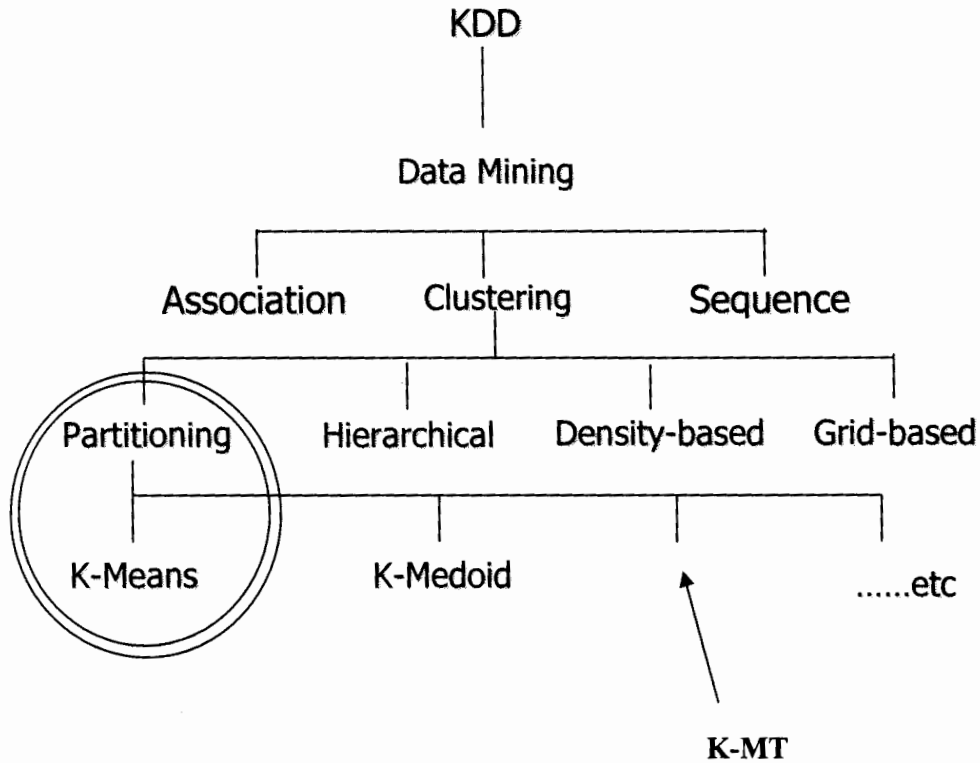 KDD
Data Mining
Association Clustering Sequence
Partitioning Hierarchical Density-based Grid-based
K-Means K-Medoid ......etc
K-MT